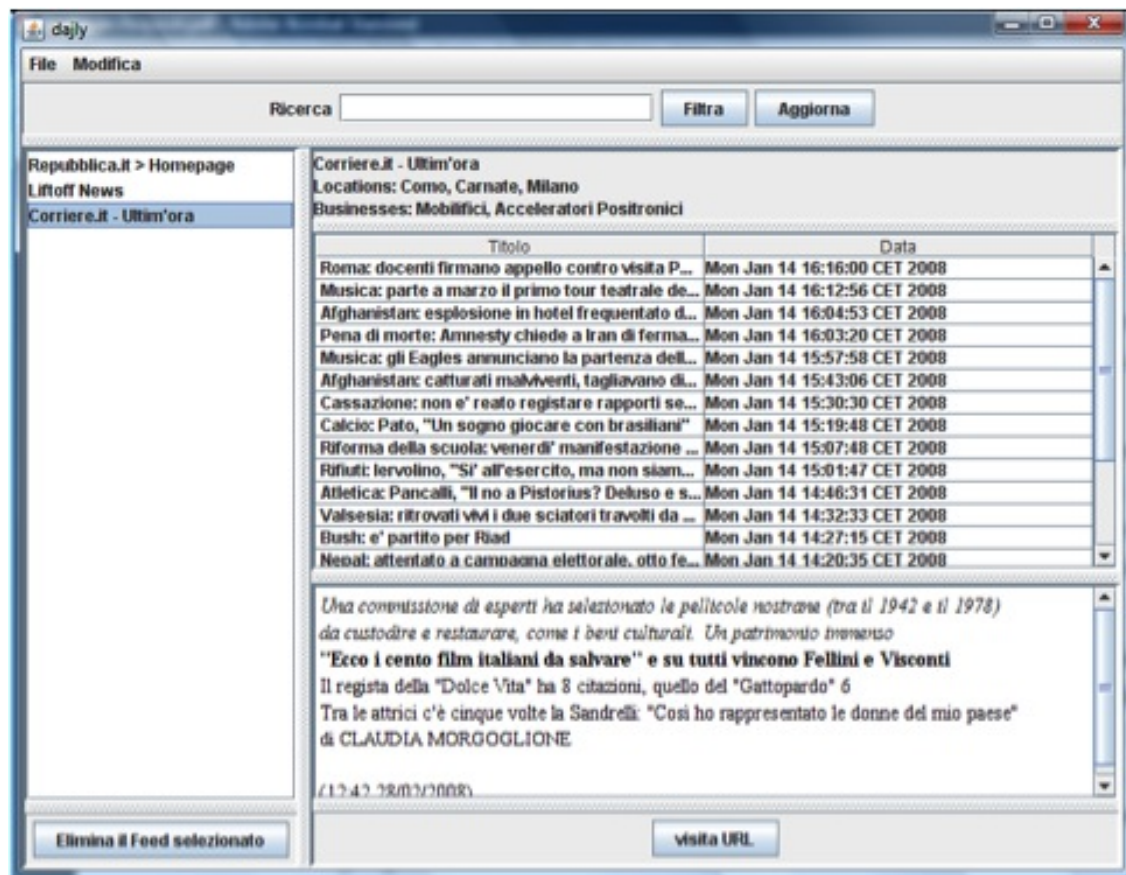 dajly
File Modifica
Ricerca Filtra Aggiorna
Repubblica.it > Homepage
Liftoff News
Corriere.it - Ultim'ora
Elimina il Feed selezionato
Corriere.it - Ultim'ora
Locations: Como, Carnate, Milano
Businesses: Mobilifici, Acceleratori Positronici
Titolo Data
Roma: docenti firmano appello contro visita P... Mon Jan 14 16:16:00 CET 2008
Musica: parte a marzo il primo tour teatrale de... Mon Jan 14 16:12:56 CET 2008
Afghanistan: esplosione in hotel frequentato d... Mon Jan 14 16:04:53 CET 2008
Pena di morte: Amnesty chiede a Iran di ferma... Mon Jan 14 16:03:20 CET 2008
Musica: gli Eagles annunciano la partenza dell... Mon Jan 14 15:57:58 CET 2008
Afghanistan: catturati malviventi, tagliavano di... Mon Jan 14 15:43:06 CET 2008
Cassazione: non e' reato registare rapporti se... Mon Jan 14 15:30:30 CET 2008
Calcio: Pato, "Un sogno giocare con brasiliani" Mon Jan 14 15:19:48 CET 2008
Riforma della scuola: venerdi' manifestazione ... Mon Jan 14 15:07:48 CET 2008
Rifiuti: Iervolino, "Si' all'esercito, ma non siam... Mon Jan 14 15:01:47 CET 2008
Atletica: Pancalli, "Il no a Pistorius? Deluso e s... Mon Jan 14 14:46:31 CET 2008
Valsesia: ritrovati vivi i due sciatori travolti da ... Mon Jan 14 14:32:33 CET 2008
Bush: e' partito per Riad Mon Jan 14 14:27:15 CET 2008
Nepal: attentato a campagna elettorale, otto fe... Mon Jan 14 14:20:35 CET 2008
Una commissione di esperti ha selezionato le pellicole nostrane (tra il 1942 e il 1978)
da custodire e restaurare, come i beni culturali. Un patrimonio immenso
"Ecco i cento film italiani da salvare" e su tutti vincono Fellini e Visconti
Il regista della "Dolce Vita" ha 8 citazioni, quello del "Gattopardo" 6
Tra le attrici c'è cinque volte la Sandrelli: "Così ho rappresentato le donne del mio paese"
di CLAUDIA MORGOGLIONE
(12:42 28/02/2008)
visita URL